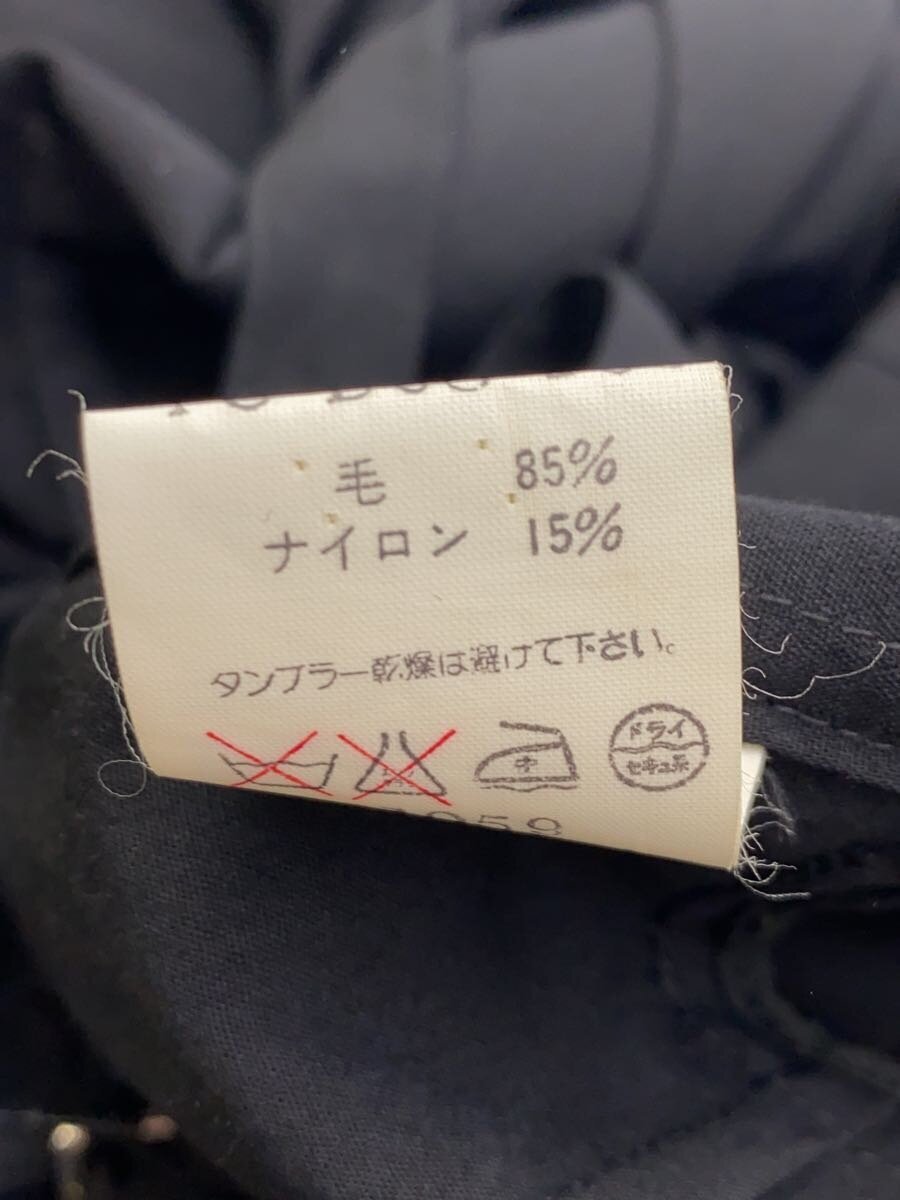 毛 85%
ナイロン 15%
タンブラー乾燥は避けて下さい。
中
ドライ
セキユ系